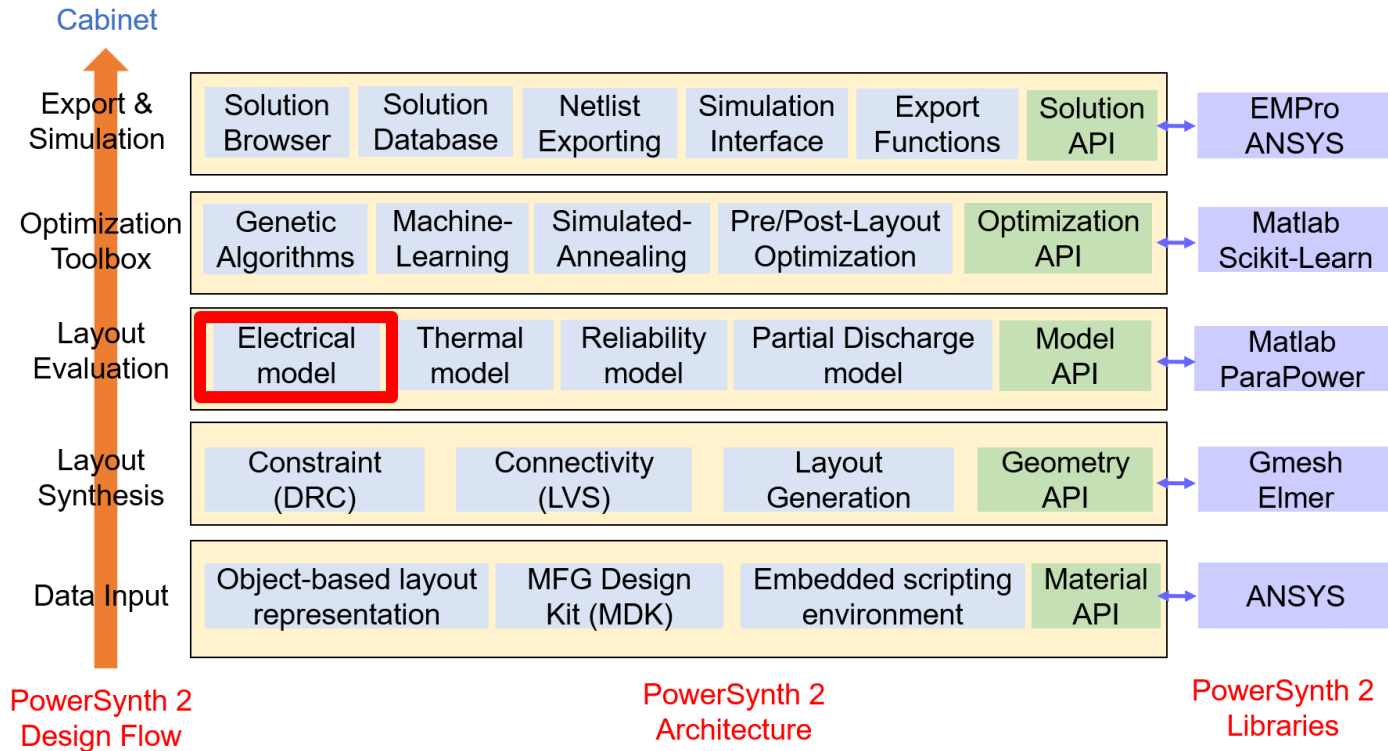 Cabinet
Export &
Simulation
Solution
Browser
Solution
Database
Netlist
Exporting
Simulation
Interface
Export
Functions
Solution
API
EMPro
ANSYS
Optimization
Toolbox
Genetic
Algorithms
Machine-
Learning
Simulated-
Annealing
Pre/Post-Layout
Optimization
Optimization
API
Matlab
Scikit-Learn
Layout
Evaluation
Electrical
model
Thermal
model
Reliability
model
Partial Discharge
model
Model
API
Matlab
ParaPower
Layout
Synthesis
Constraint
(DRC)
Connectivity
(LVS)
Layout
Generation
Geometry
API
Gmesh
Elmer
Data Input
Object-based layout
representation
MFG Design
Kit (MDK)
Embedded scripting
environment
Material
API
ANSYS
PowerSynth 2
Design Flow
PowerSynth 2
Architecture
PowerSynth 2
Libraries